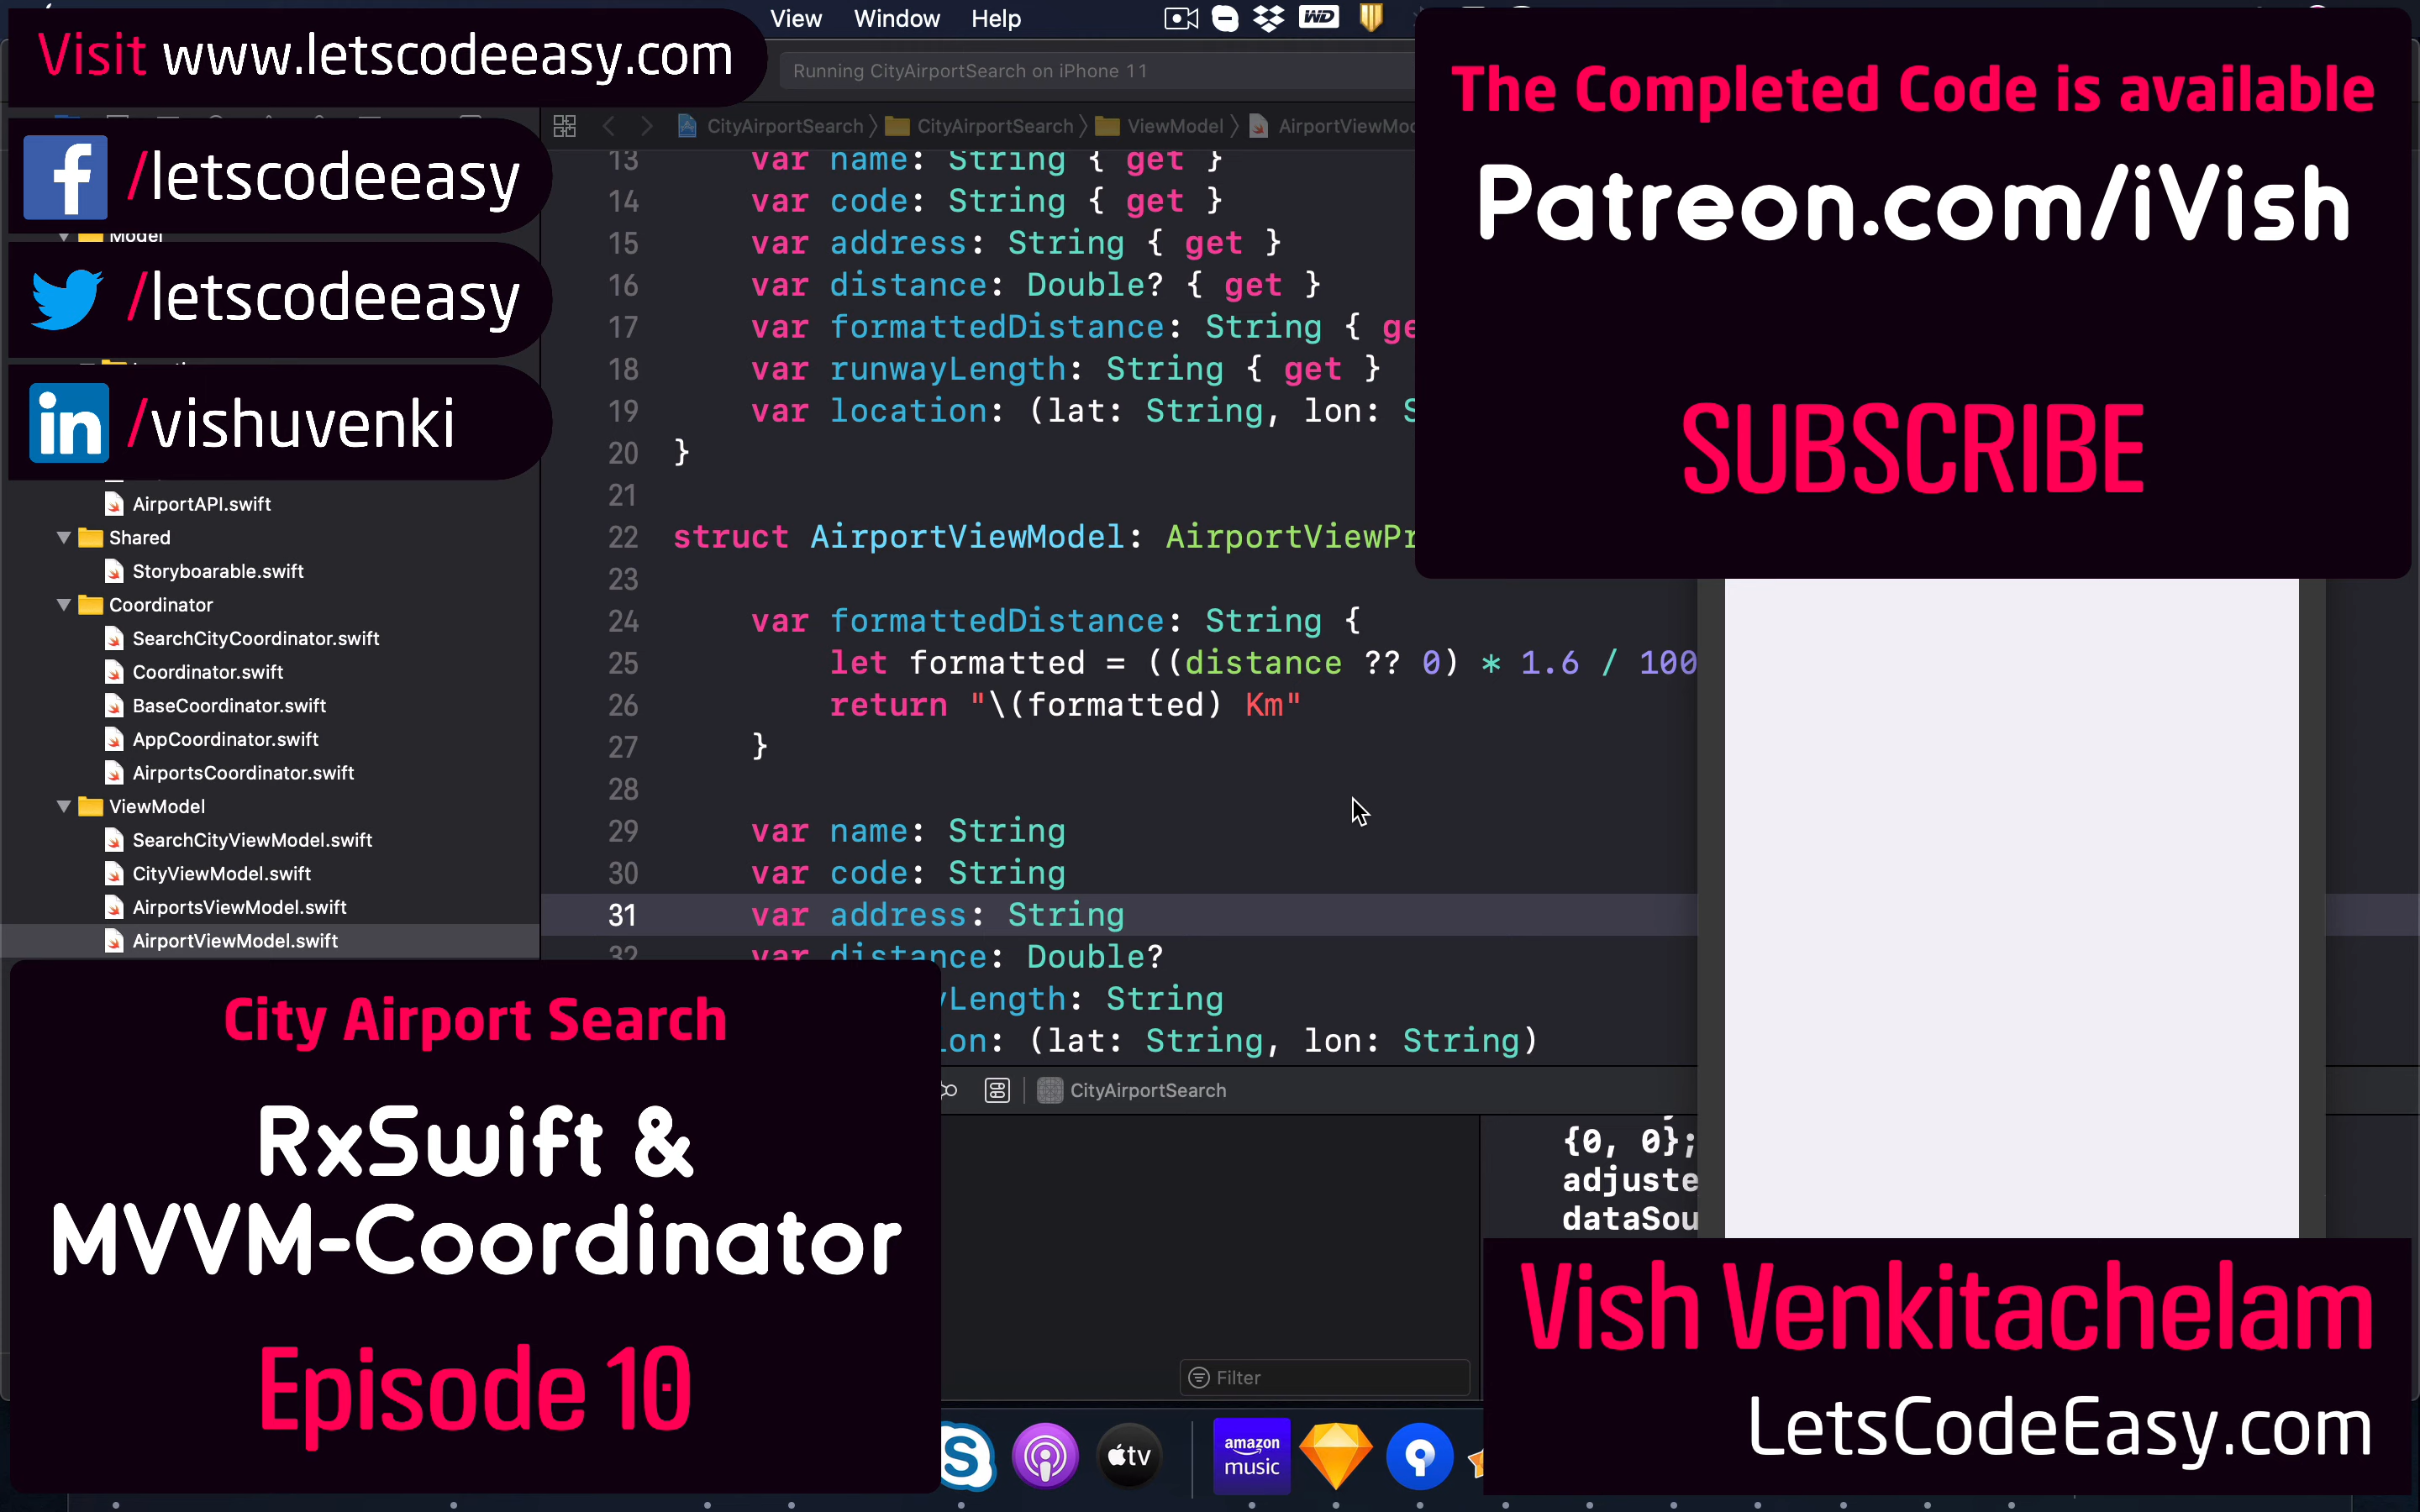 View Window Help
WD
Visit www.letscodeeasy.com
/letscodeeasy
/letscodeeasy
in /vishuvenki
The Completed Code is available
Patreon.com/iVish
SUBSCRIBE
Running CityAirportSearch on iPhone 11
CityAirportSearch CityAirportSearch ViewModel
Model
AirportAPI.swift
Shared
Storyboarable.swift
Coordinator
SearchCityCoordinator.swift
Coordinator.swift
BaseCoordinator.swift
AppCoordinator.swift
AirportsCoordinator.swift
ViewModel
SearchCityViewModel.swift
CityViewModel.swift
AirportsViewModel.swift
AirportViewModel.swift
13 var name: String { get }
14 var code: String { get }
15 var address: String { get }
16 var distance: Double? { get }
17 var formattedDistance: String { ge
18 var runwayLength: String { get }
19 var location: (lat: String, lon: S
20 }
21
22 struct AirportViewModel: AirportViewPr
23
24 var formattedDistance: String {
25 let formatted = ((distance ?? 0) * 1.6 / 100
26 return "\(formatted) Km"
27 }
28
29 var name: String
30 var code: String
31 var address: String
32 var distance: Double?
yLength: String
ion: (lat: String, lon: String)
CityAirportSearch
{0, 0};
adjuste
dataSou
Filter
City Airport Search
RxSwift &
MVVM-Coordinator
Episode 10
S
tv
amazon
music
Vish Venkitachelam
LetsCodeEasy.com